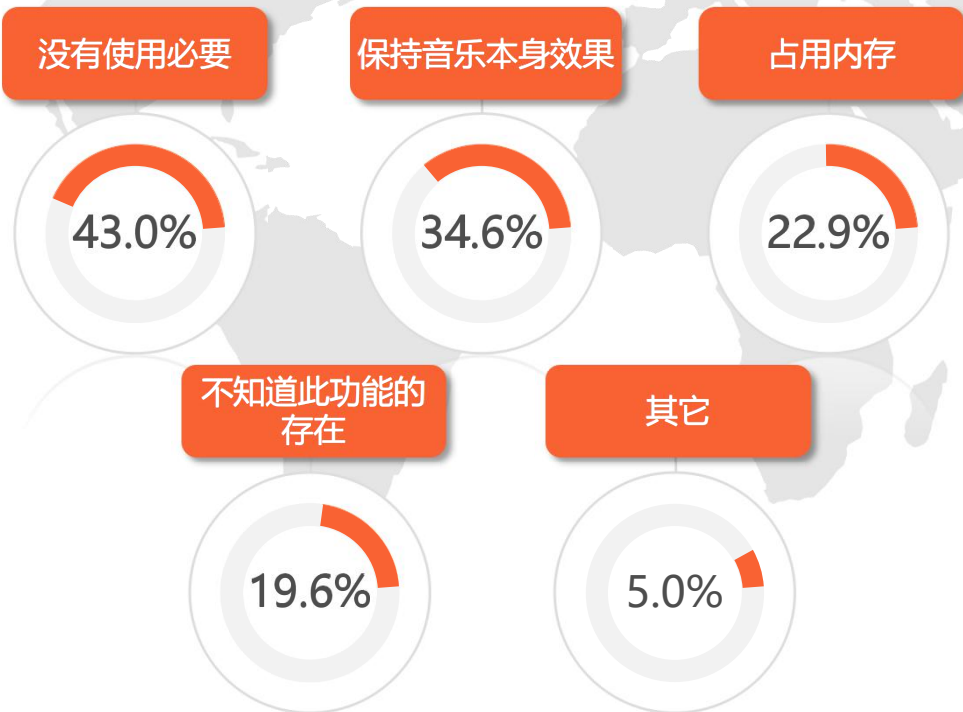 没有使用必要
保持音乐本身效果
占用内存
43.0%
34.6%
22.9%
不知道此功能的
存在
其它
19.6%
5.0%